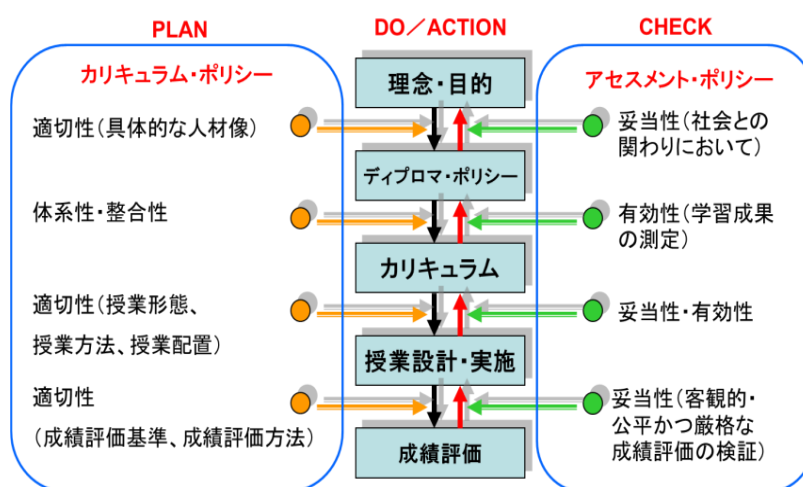 PLAN
カリキュラム・ポリシー
適切性(具体的な人材像)
体系性・整合性
適切性(授業形態、
授業方法、授業配置)
適切性
(成績評価基準、成績評価方法)
DO／ACTION
理念・目的
ディプロマ・ポリシー
カリキュラム
授業設計・実施
成績評価
CHECK
アセスメント・ポリシー
妥当性(社会との
関わりにおいて)
有効性(学習成果
の測定)
妥当性・有効性
妥当性(客観的・
公平かつ厳格な
成績評価の検証)